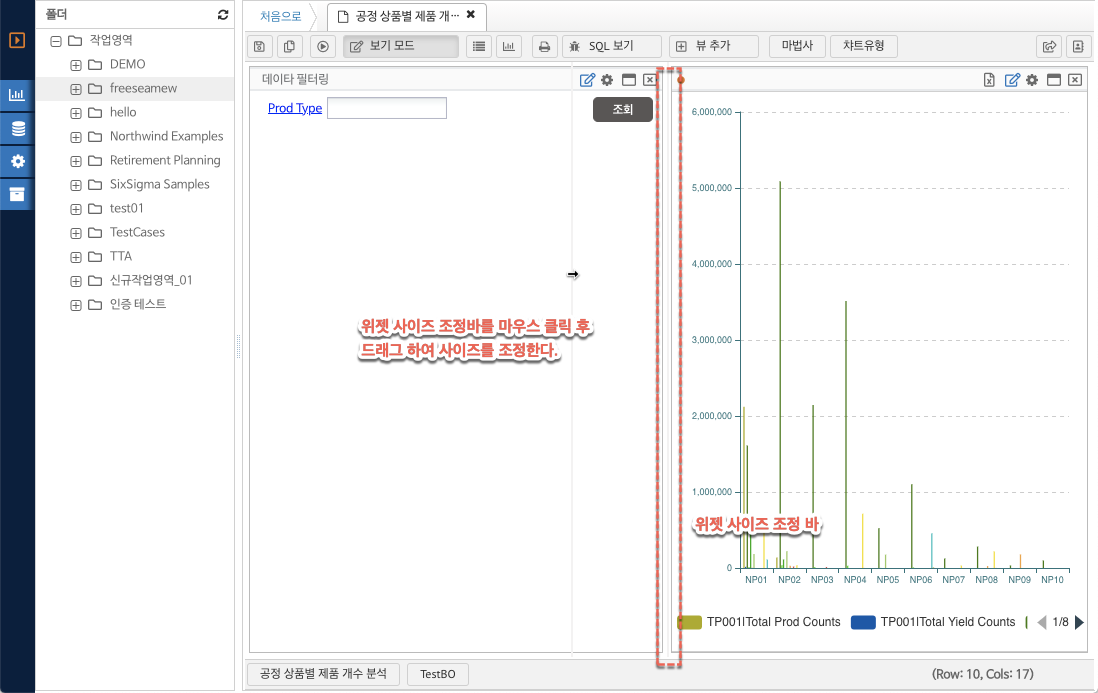 폴더
작업영역
DEMO
freeseamew
hello
Northwind Examples
Retirement Planning
SixSigma Samples
test01
TestCases
TTA
신규작업영역_01
인증 테스트
처음으로
공정 상품별 제품 개···
보기 모드
SQL 보기
뷰 추가
마법사
챠트유형
데이타 필터링
Prod Type
조회
위젯 사이즈 조정바를 마우스 클릭 후
드래그 하여 사이즈를 조정한다.
6,000,000
5,000,000
4,000,000
3,000,000
2,000,000
1,000,000
0
위젯 사이즈 조정 바
NP01 NP02 NP03 NP04 NP05 NP06 NP07 NP08 NP09 NP10
TP001|Total Prod Counts TP001|Total Yield Counts 1/8
공정 상품별 제품 개수 분석
TestBO
(Row: 10, Cols: 17)